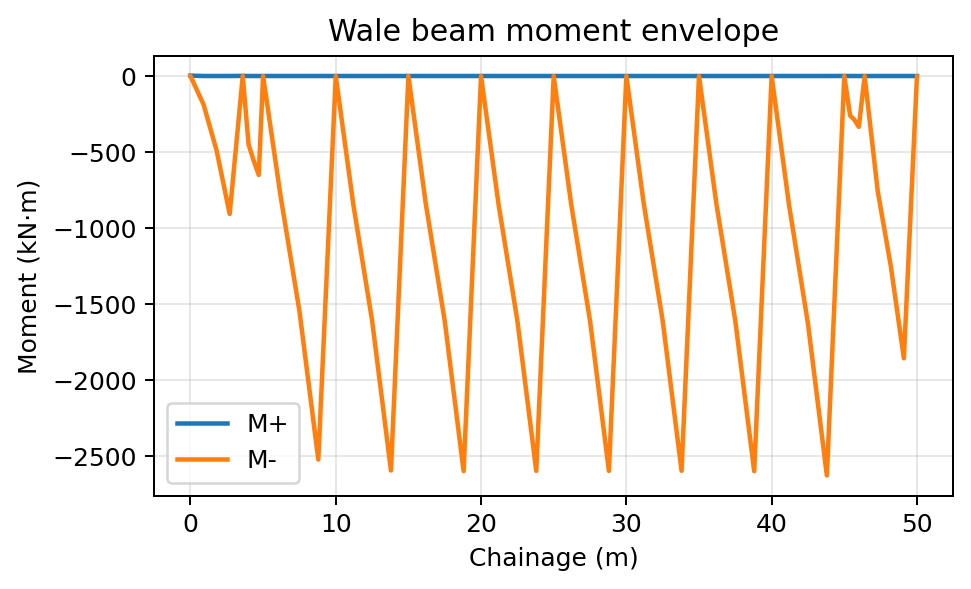 Wale beam moment envelope
0
−500
−1000
−1500
−2000
−2500
Moment (kN·m)
M+
M-
0 10 20 30 40 50
Chainage (m)